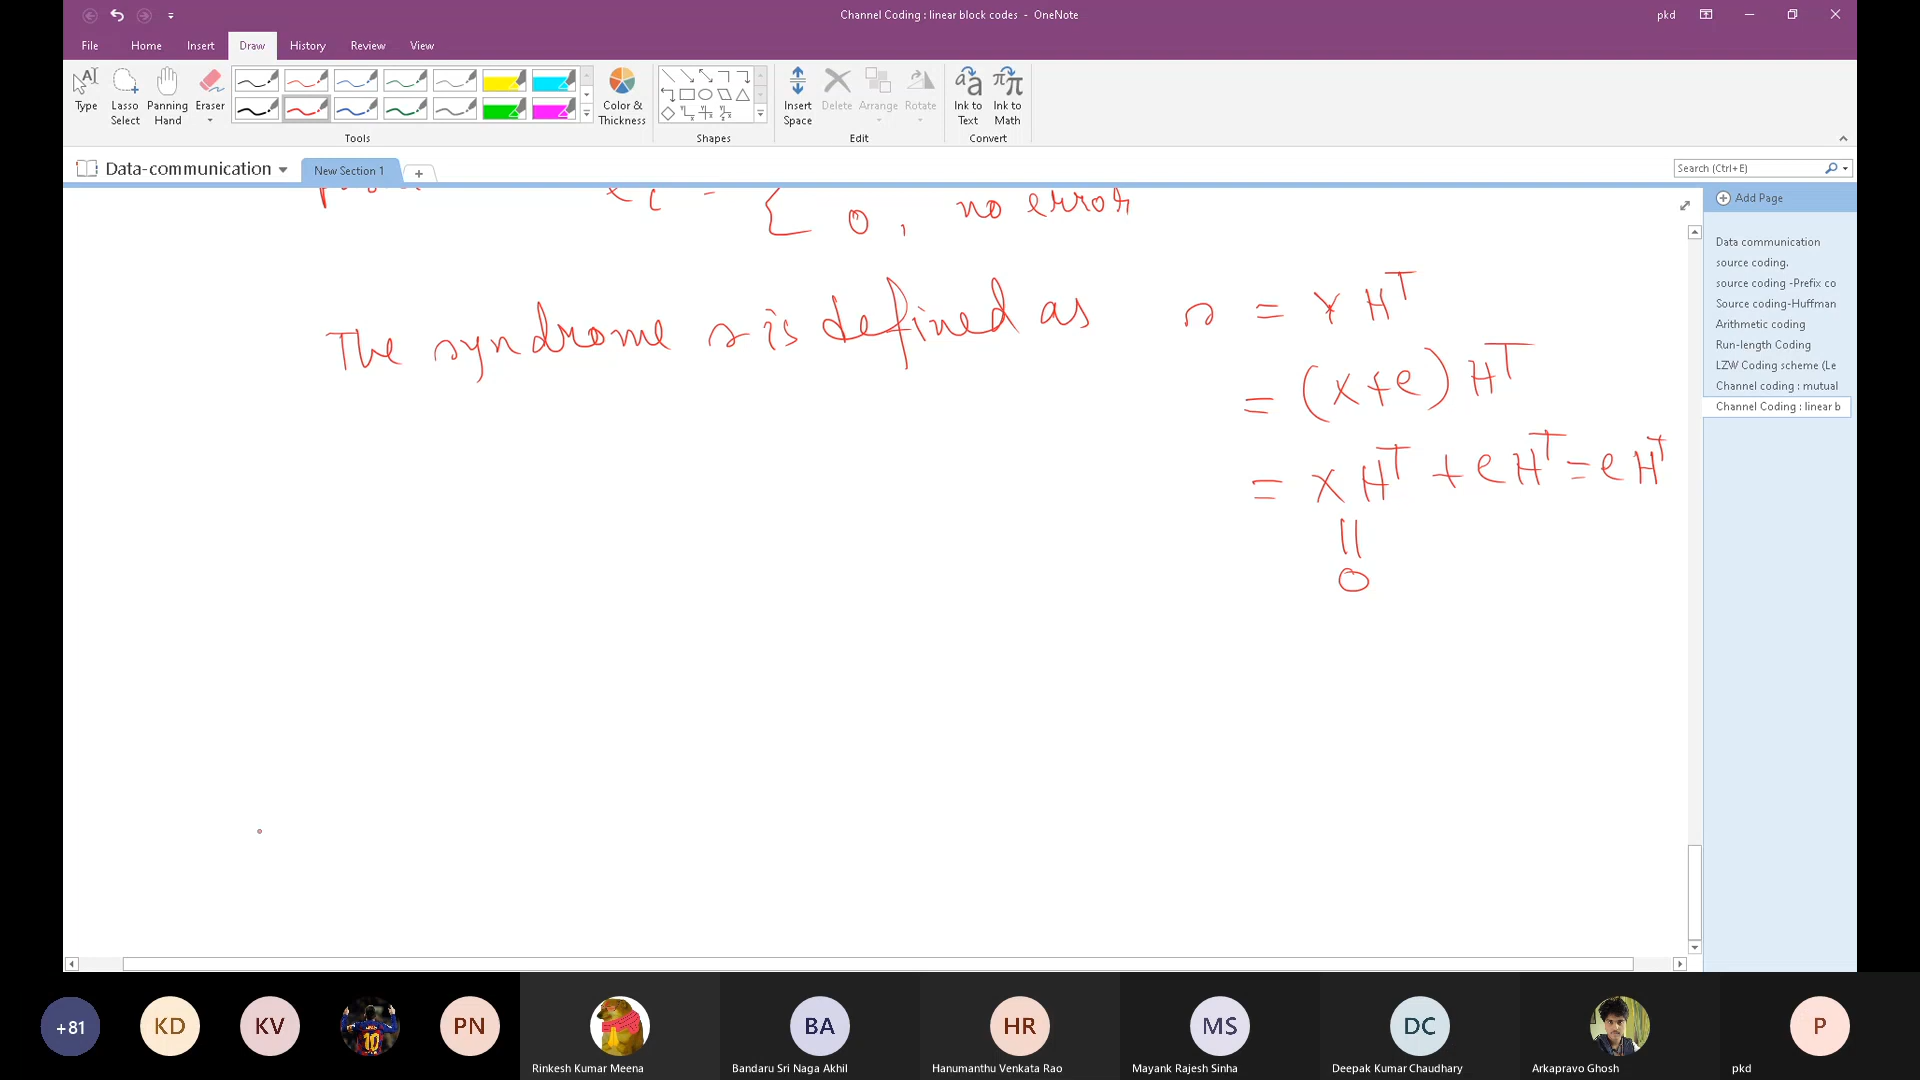 Channel Coding : linear block codes - OneNote
pkd
File Home Insert Draw History Review View
Type
Lasso Select
Panning Hand
Eraser
Color & Thickness
Insert Space
Delete
Arrange
Rotate
Ink to Text
Ink to Math
Tools
Shapes
Edit
Convert
Data-communication
New Section 1
+
Search (Ctrl+E)
Add Page
Data communication
source coding.
source coding -Prefix co
Source coding-Huffman
Arithmetic coding
Run-length Coding
LZW Coding scheme (Le
Channel coding : mutual
Channel Coding : linear b
0, no error
The syndrome s is defined as s = Y H^T
= (X+e) H^T
= X H^T + e H^T = e H^T
||
0
+81
KD
KV
10
PN
BA
HR
MS
DC
P
Rinkesh Kumar Meena
Bandaru Sri Naga Akhil
Hanumanthu Venkata Rao
Mayank Rajesh Sinha
Deepak Kumar Chaudhary
Arkapravo Ghosh
pkd